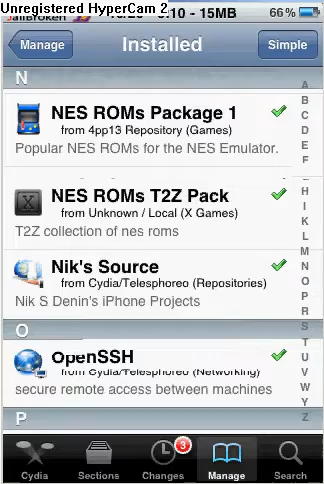 Unregistered HyperCam 2
66%
Manage
Installed
Simple
N
NES ROMs Package 1
from 4pp13 Repository (Games)
Popular NES ROMs for the NES Emulator.
NES ROMs T2Z Pack
from Unknown / Local (X Games)
T2Z collection of nes roms
Nik's Source
from Cydia/Telesphoreo (Repositories)
Nik S Denin's iPhone Projects
O
OpenSSH
from Cydia/Telesphoreo (Networking)
secure remote access between machines
P
A
B
C
D
E
F
H
I
K
L
M
N
O
P
R
S
T
U
V
W
Y
Z
3
Cydia
Sections
Changes
Manage
Search